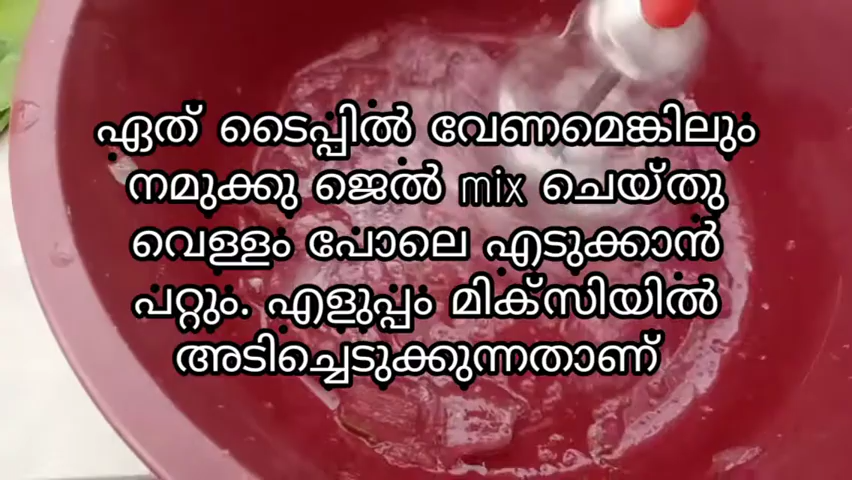 ഏത് ടൈപ്പിൽ വേണമെങ്കിലും
നമുക്കു ജെൽ mix ചെയ്തു
വെള്ളം പോലെ എടുക്കാൻ
പറ്റും. എളുപ്പം മിക്സിയിൽ
അടിച്ചെടുക്കുന്നതാണ്